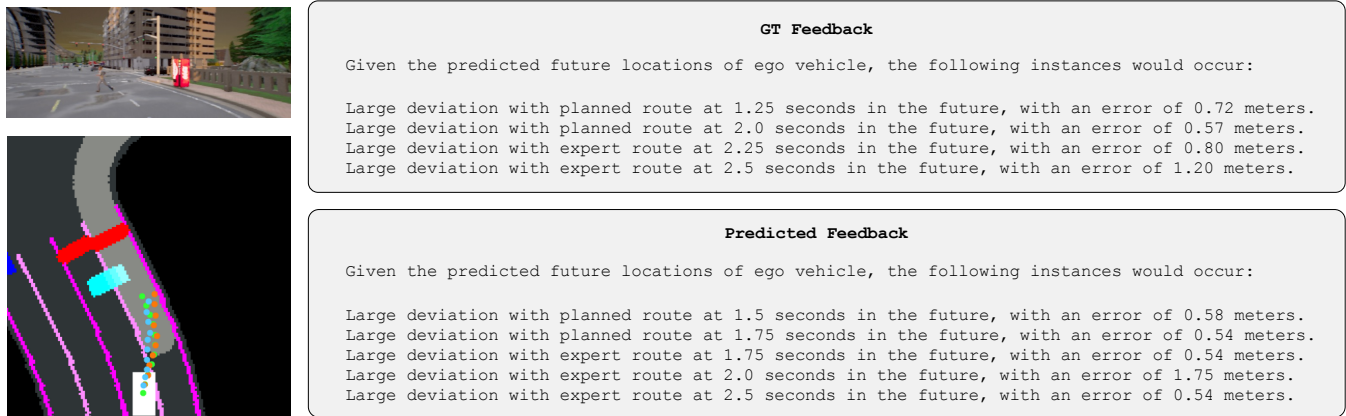 GT Feedback
Given the predicted future locations of ego vehicle, the following instances would occur:
Large deviation with planned route at 1.25 seconds in the future, with an error of 0.72 meters.
Large deviation with planned route at 2.0 seconds in the future, with an error of 0.57 meters.
Large deviation with expert route at 2.25 seconds in the future, with an error of 0.80 meters.
Large deviation with expert route at 2.5 seconds in the future, with an error of 1.20 meters.
Predicted Feedback
Given the predicted future locations of ego vehicle, the following instances would occur:
Large deviation with planned route at 1.5 seconds in the future, with an error of 0.58 meters.
Large deviation with planned route at 1.75 seconds in the future, with an error of 0.54 meters.
Large deviation with expert route at 1.75 seconds in the future, with an error of 0.54 meters.
Large deviation with expert route at 2.0 seconds in the future, with an error of 1.75 meters.
Large deviation with expert route at 2.5 seconds in the future, with an error of 0.54 meters.